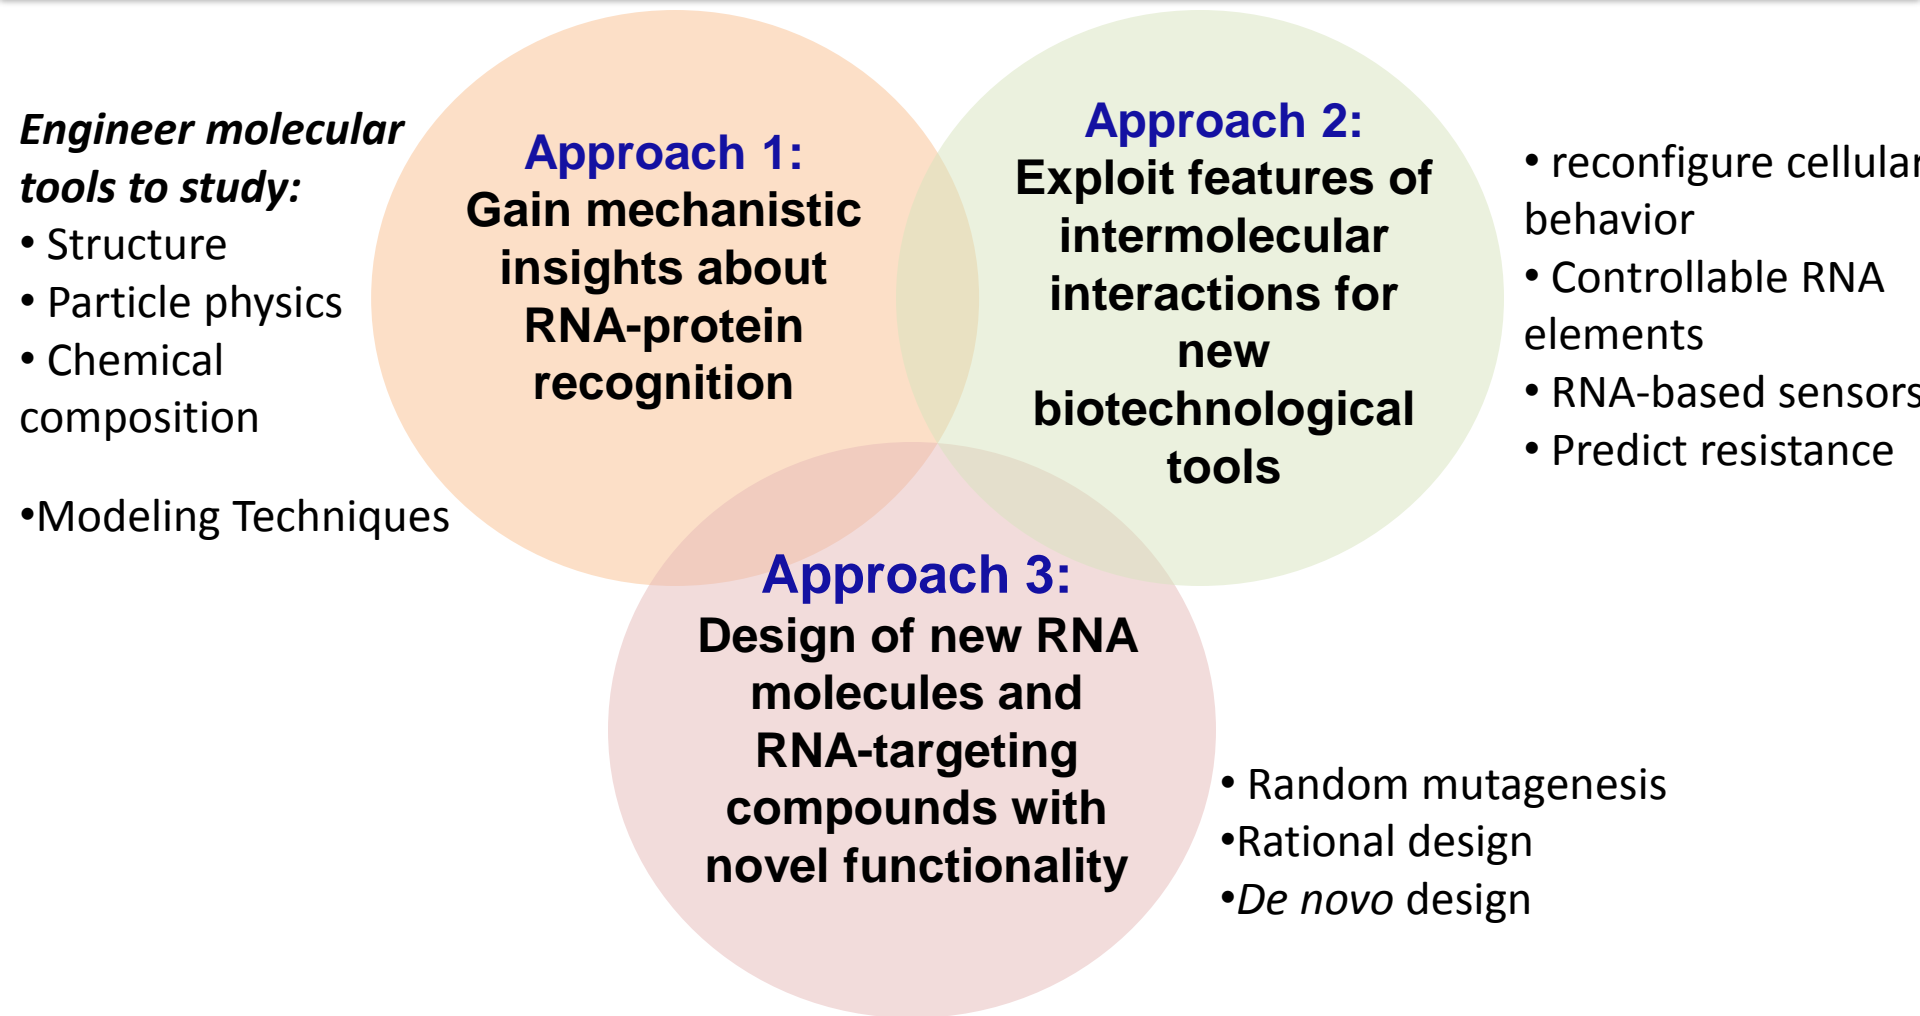 Engineer molecular
tools to study:
• Structure
• Particle physics
• Chemical
composition
•Modeling Techniques
Approach 1:
Gain mechanistic
insights about
RNA-protein
recognition
Approach 2:
Exploit features of
intermolecular
interactions for
new
biotechnological
tools
• reconfigure cellular
behavior
• Controllable RNA
elements
• RNA-based sensors
• Predict resistance
Approach 3:
Design of new RNA
molecules and
RNA-targeting
compounds with
novel functionality
• Random mutagenesis
•Rational design
•De novo design